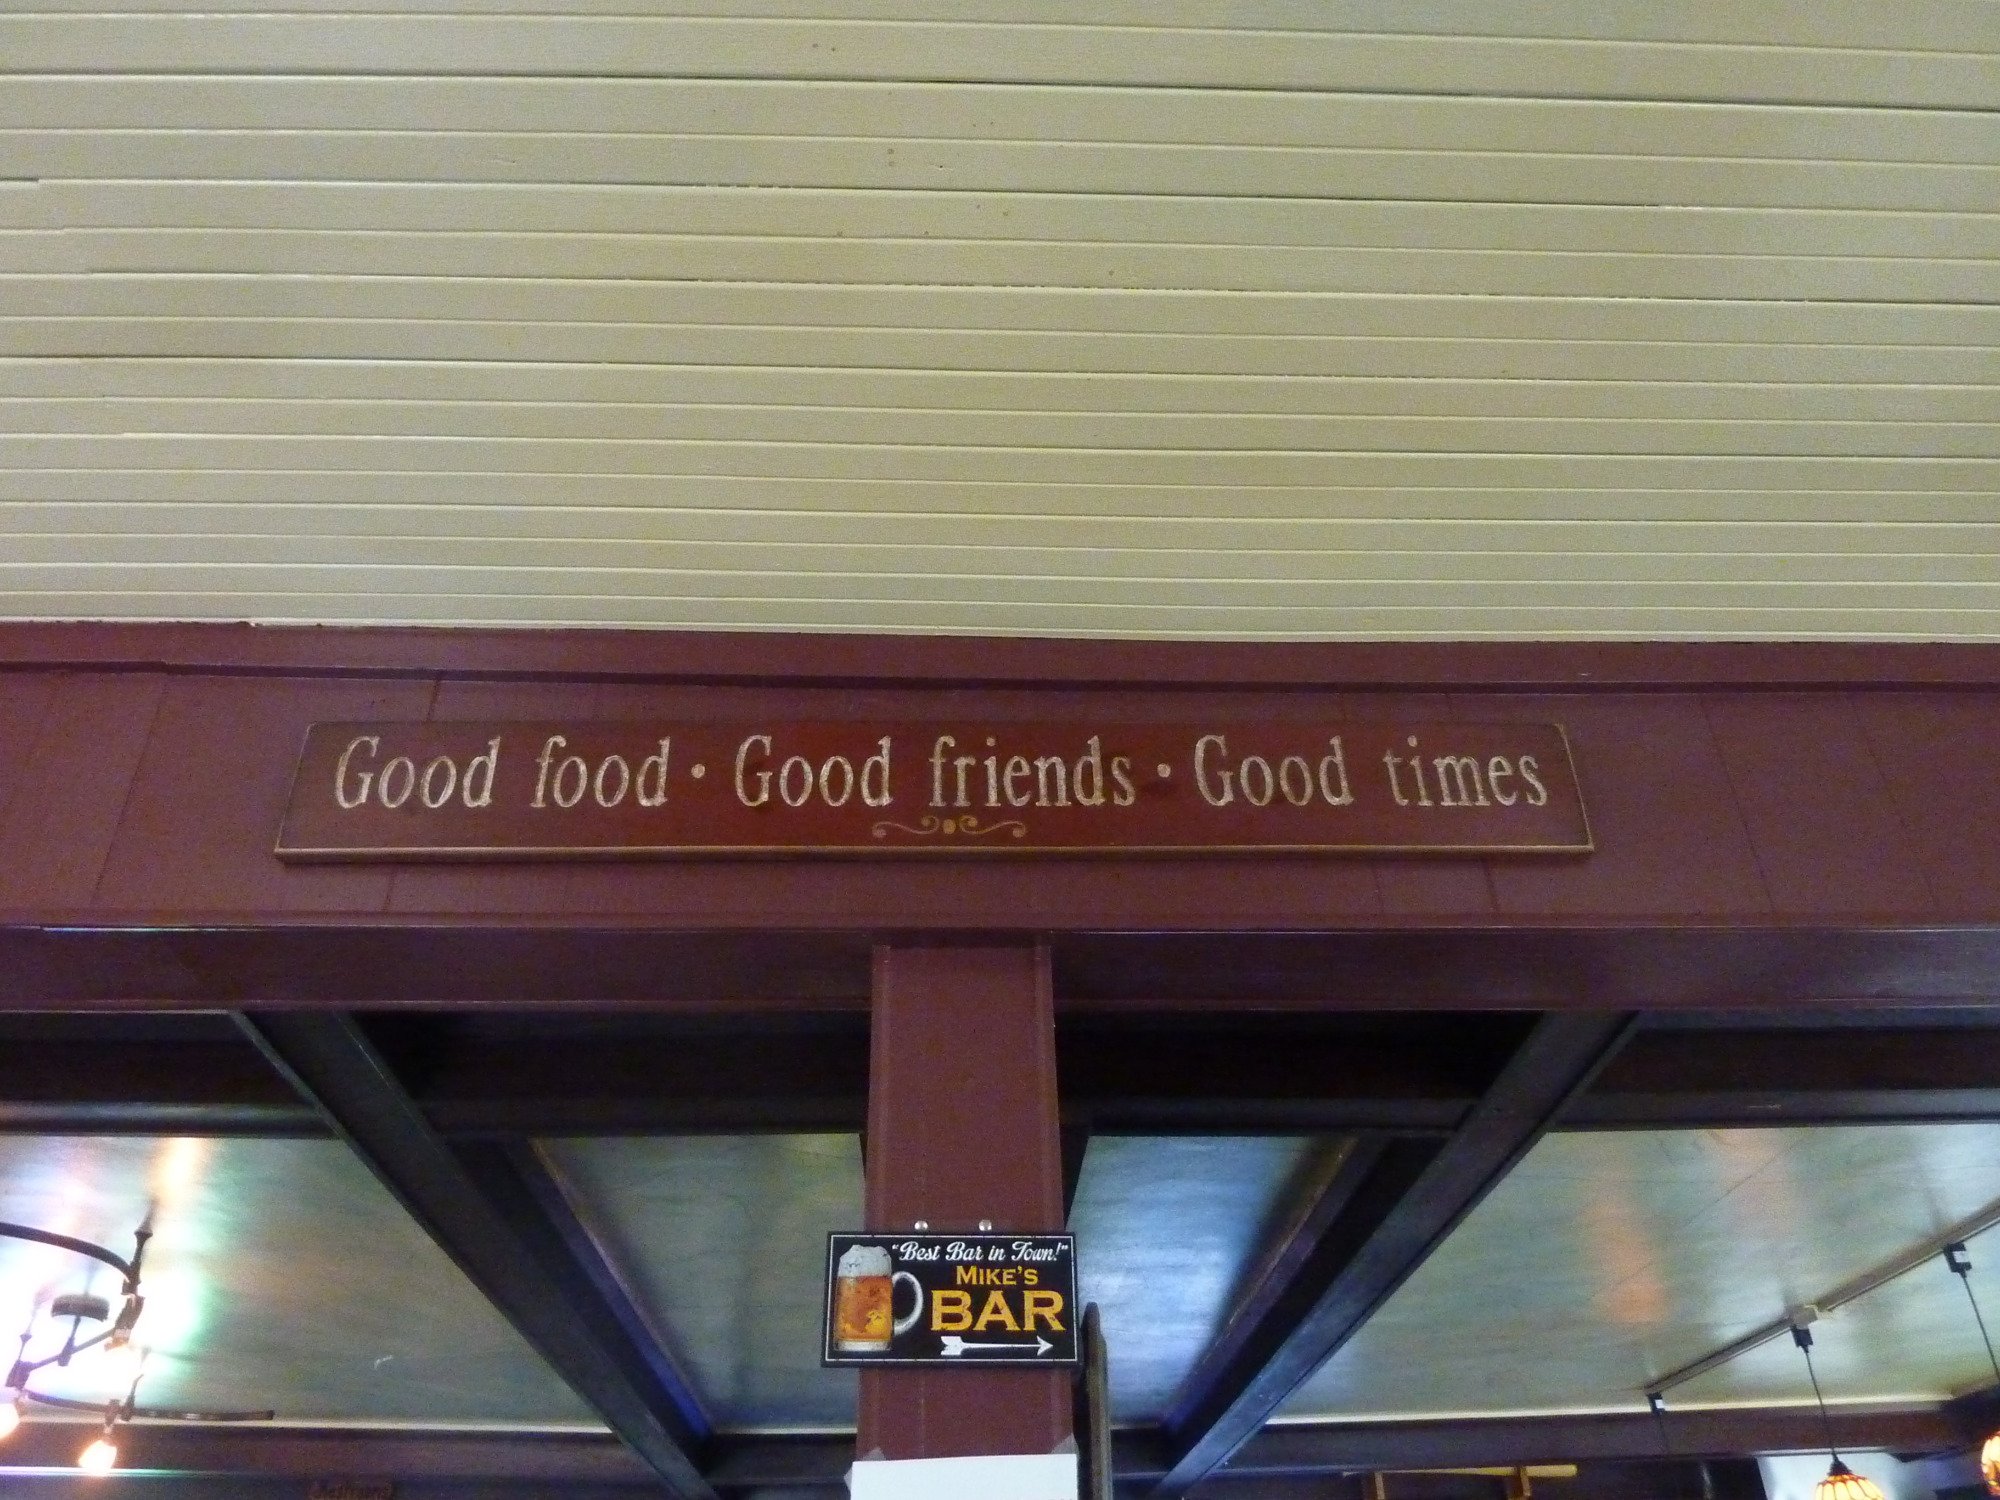 Good food · Good friends · Good times
"Best Bar in Town!"
MIKE'S
BAR